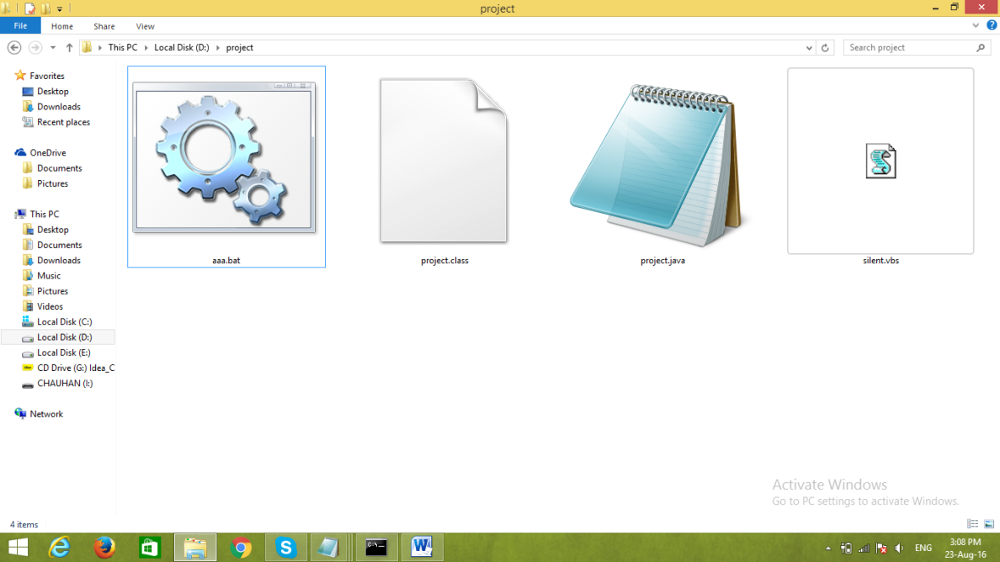 project
File Home Share View
This PC Local Disk (D:) project
Search project
Favorites
Desktop
Downloads
Recent places
OneDrive
Documents
Pictures
This PC
Desktop
Documents
Downloads
Music
Pictures
Videos
Local Disk (C:)
Local Disk (D:)
Local Disk (E:)
CD Drive (G:) Idea_C
CHAUHAN (I:)
Network
aaa.bat project.class project.java silent.vbs
Activate Windows
Go to PC settings to activate Windows.
4 items
ENG
3:08 PM
23-Aug-16